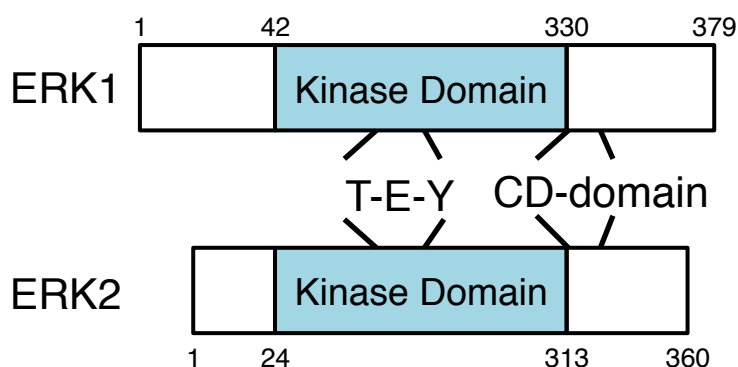 1 42 330 379
ERK1 Kinase Domain
T-E-Y CD-domain
ERK2 Kinase Domain
1 24 313 360